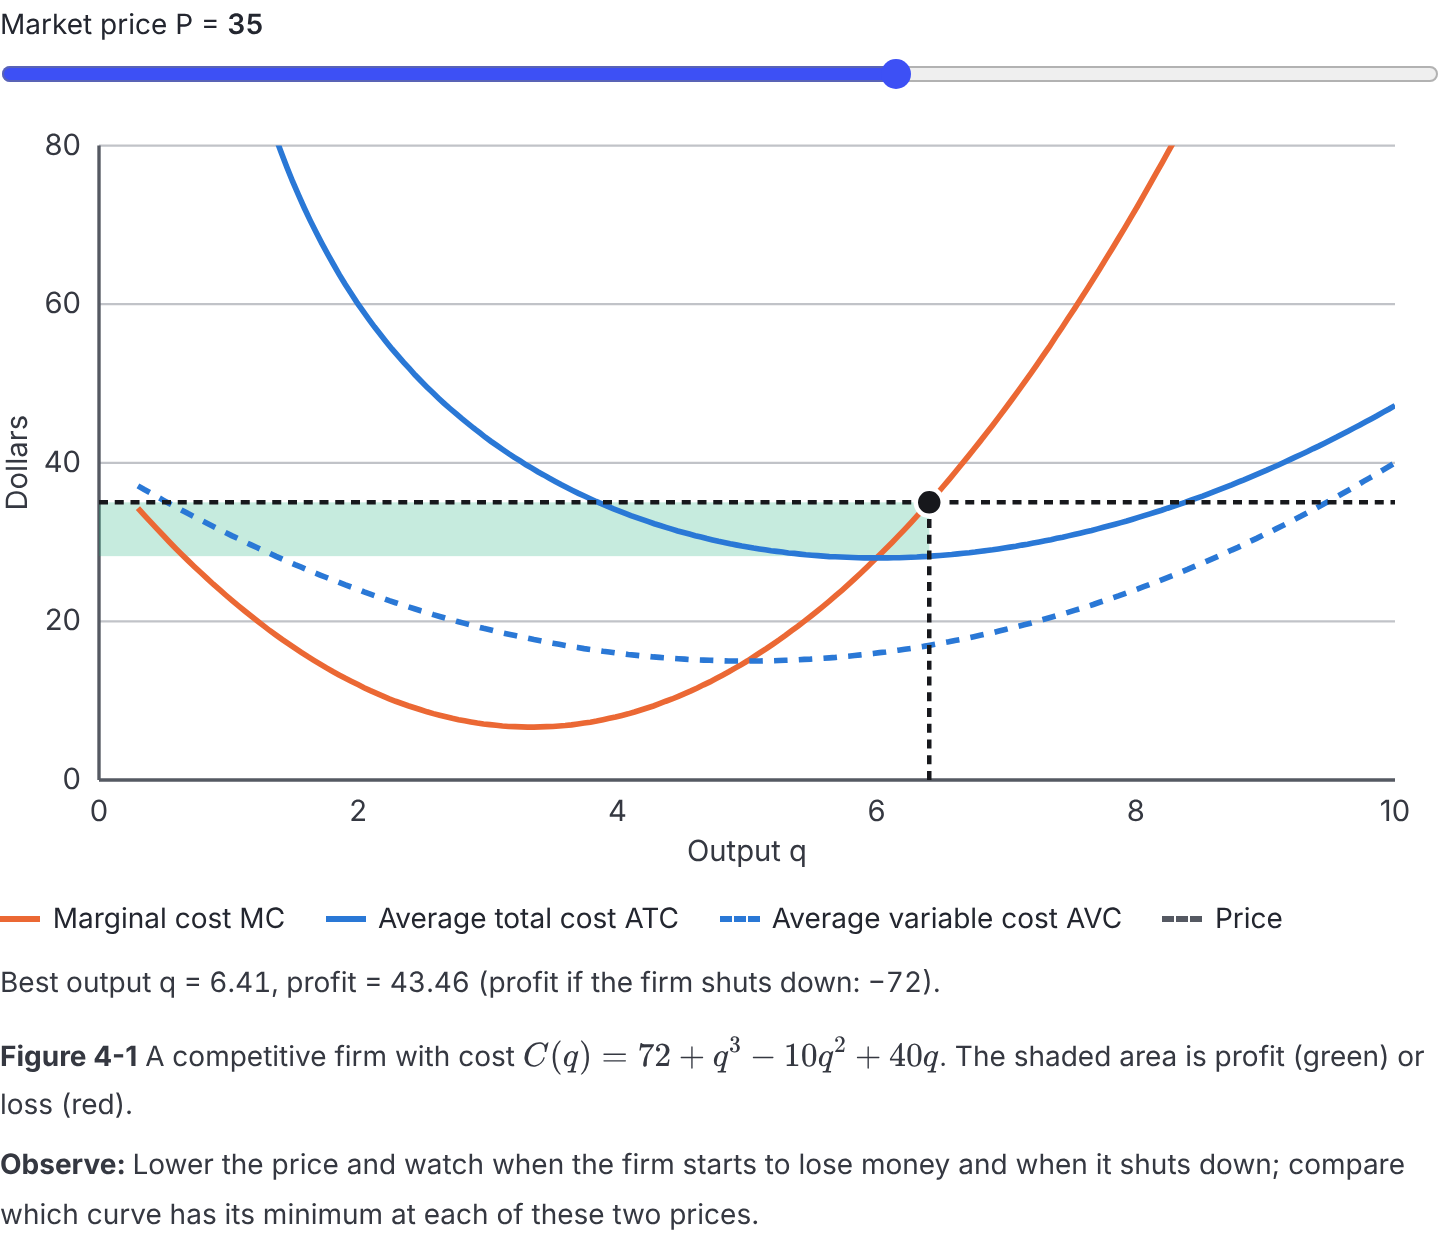 Market price P = 35
80
60
40
20
0
Dollars
0 2 4 6 8 10
Output q
Marginal cost MC Average total cost ATC Average variable cost AVC Price
Best output q = 6.41, profit = 43.46 (profit if the firm shuts down: −72).
Figure 4-1 A competitive firm with cost C(q) = 72 + q³ − 10q² + 40q. The shaded area is profit (green) or
loss (red).
Observe: Lower the price and watch when the firm starts to lose money and when it shuts down; compare
which curve has its minimum at each of these two prices.